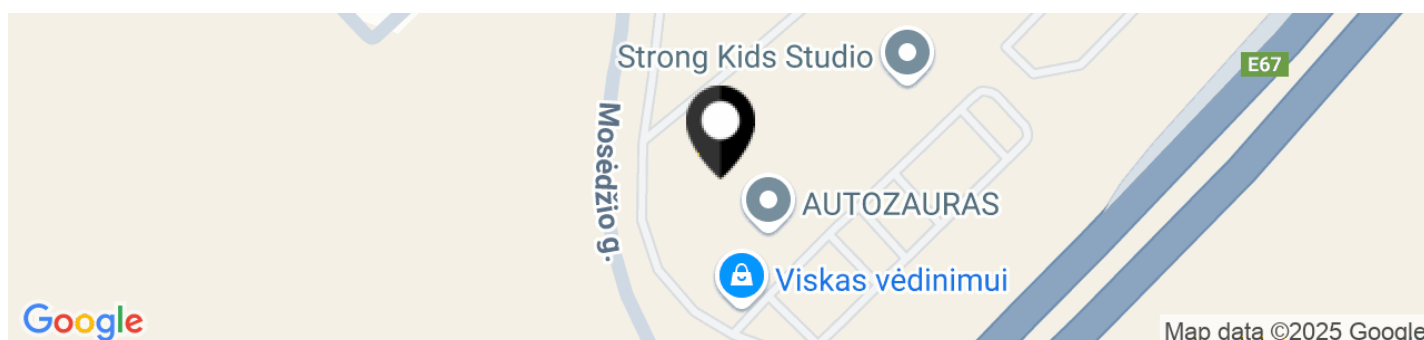 Strong Kids Studio
E67
Mosėdžio g.
AUTOZAURAS
Viskas vėdinimui
Google
Map data ©2025 Google